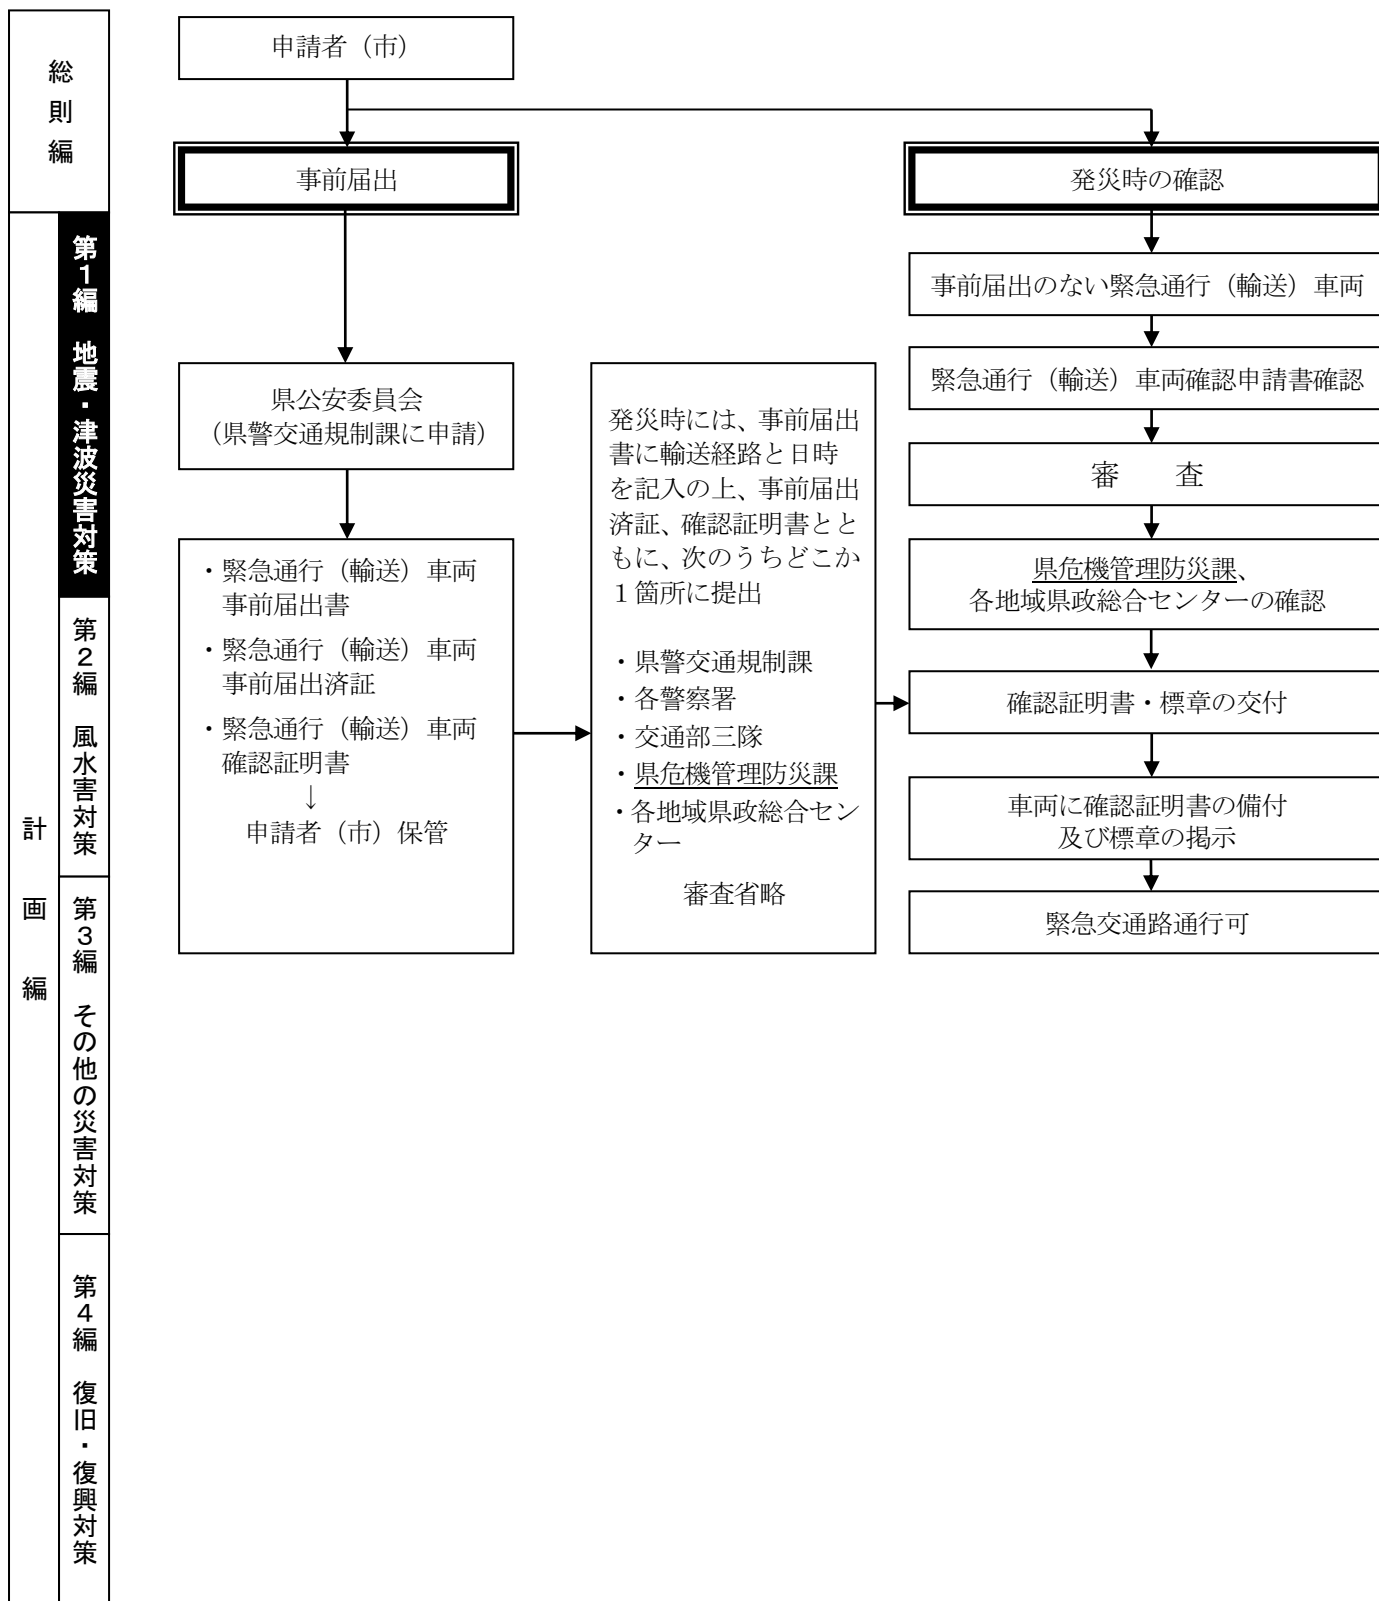 総則編
計画編
第1編 地震・津波災害対策
第2編 風水害対策
第3編 その他の災害対策
第4編 復旧・復興対策
申請者（市）
事前届出
県公安委員会
（県警交通規制課に申請）
・緊急通行（輸送）車両
事前届出書
・緊急通行（輸送）車両
事前届出済証
・緊急通行（輸送）車両
確認証明書
↓
申請者（市）保管
発災時には、事前届出
書に輸送経路と日時
を記入の上、事前届出
済証、確認証明書とと
もに、次のうちどこか
１箇所に提出
・県警交通規制課
・各警察署
・交通部三隊
・県危機管理防災課
・各地域県政総合セン
ター
審査省略
発災時の確認
事前届出のない緊急通行（輸送）車両
緊急通行（輸送）車両確認申請書確認
審　査
県危機管理防災課、
各地域県政総合センターの確認
確認証明書・標章の交付
車両に確認証明書の備付
及び標章の掲示
緊急交通路通行可